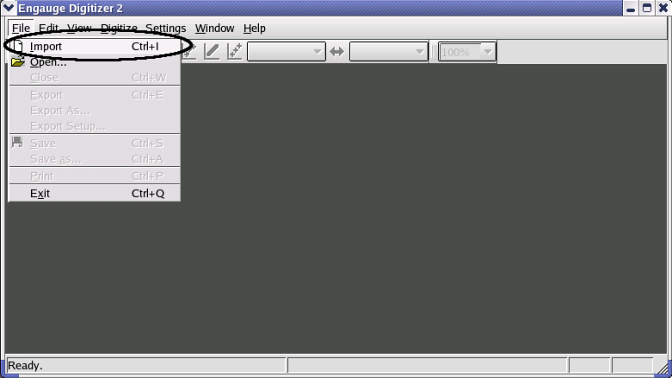 Engauge Digitizer 2
File Edit View Digitize Settings Window Help
Import Ctrl+I
Open...
Close Ctrl+W
Export Ctrl+E
Export As...
Export Setup...
Save Ctrl+S
Save as... Ctrl+A
Print Ctrl+P
Exit Ctrl+Q
100%
Ready.